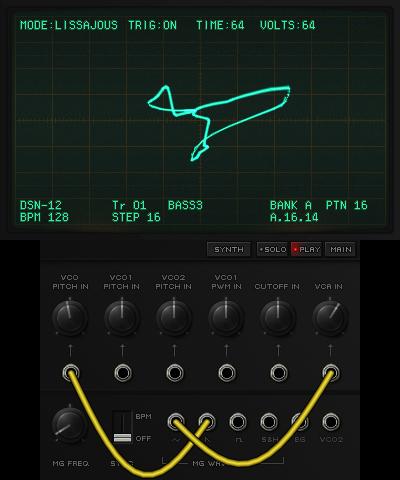 MODE:LISSAJOUS TRIG:ON TIME:64 VOLTS:64
DSN-12 Tr 01 BASS3 BANK A PTN 16
BPM 128 STEP 16 A.16.14
SYNTH SOLO PLAY MAIN
VCO PITCH IN VCO1 PITCH IN VCO2 PITCH IN VCO1 PWM IN CUTOFF IN VCA IN
BPM
OFF
S&H EG VCO2
MG FREQ. SYNC MG WAVE